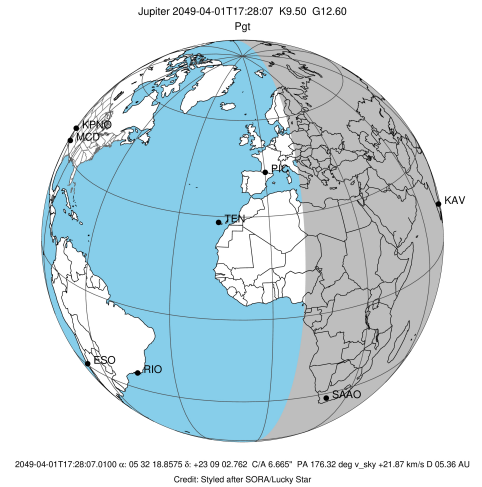 Jupiter 2049-04-01T17:28:07 K9.50 G12.60
Pgt
KPNO
MCD
PIC
KAV
TEN
ESO
RIO
SAAO
2049-04-01T17:28:07.0100 α: 05 32 18.8575 δ: +23 09 02.762 C/A 6.665" PA 176.32 deg v_sky +21.87 km/s D 05.36 AU
Credit: Styled after SORA/Lucky Star